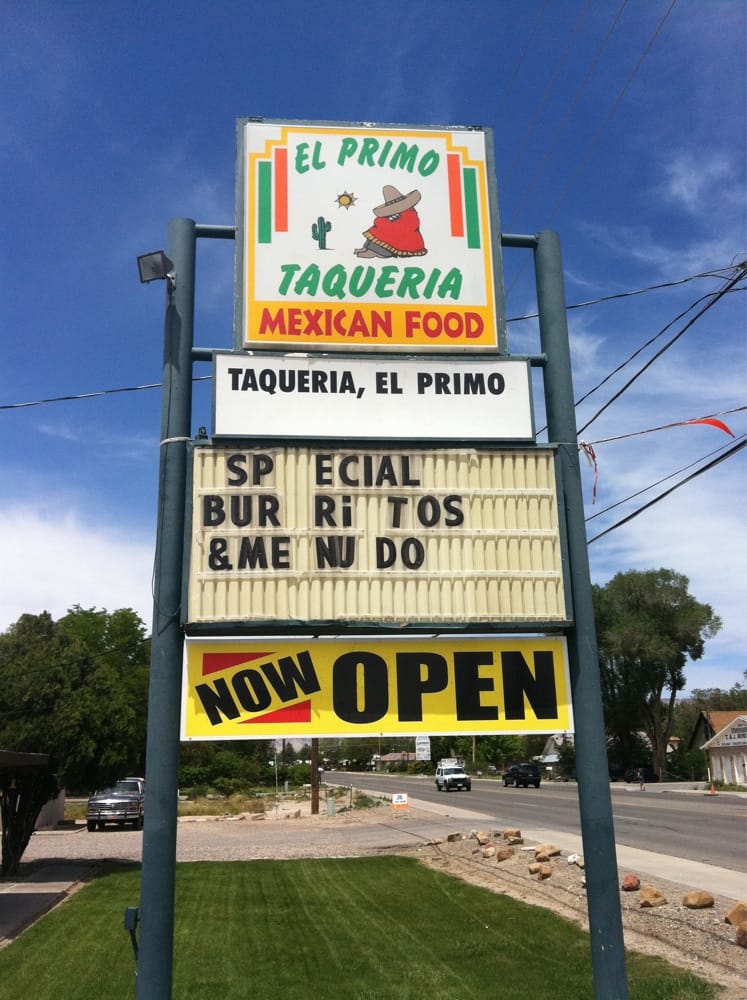 EL PRIMO
TAQUERIA
MEXICAN FOOD
TAQUERIA, EL PRIMO
SP ECIAL
BUR Ri TOS
&ME NU DO
NOW OPEN